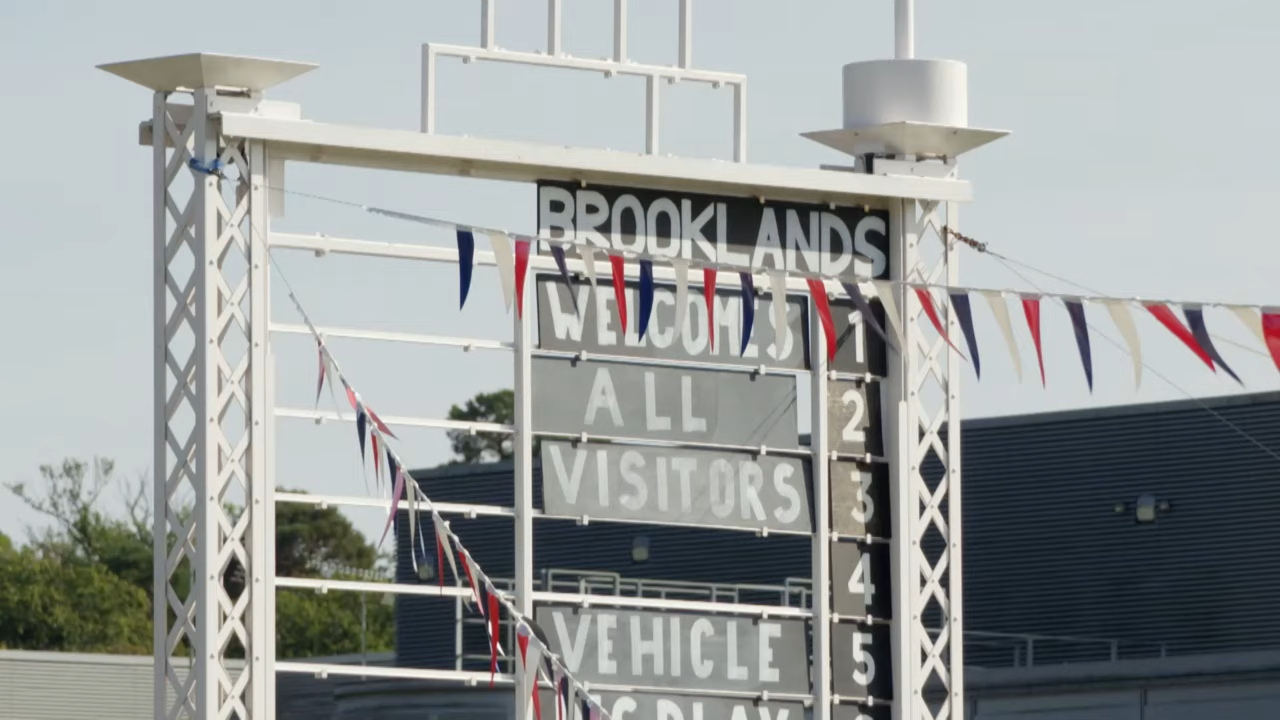 BROOKLANDS
WELCOMES 1
ALL 2
VISITORS 3
4
VEHICLE 5